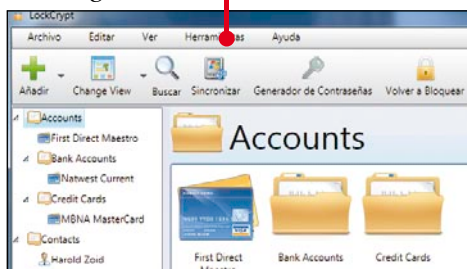 LockCrypt
Archivo Editar Ver Herramientas Ayuda
Añadir Change View Buscar Sincronizar Generador de Contraseñas Volver a Bloquear
Accounts
First Direct Maestro
Bank Accounts
Natwest Current
Credit Cards
MBNA MasterCard
Contacts
Harold Zoid
Accounts
First Direct
Maestro
Bank Accounts
Credit Cards